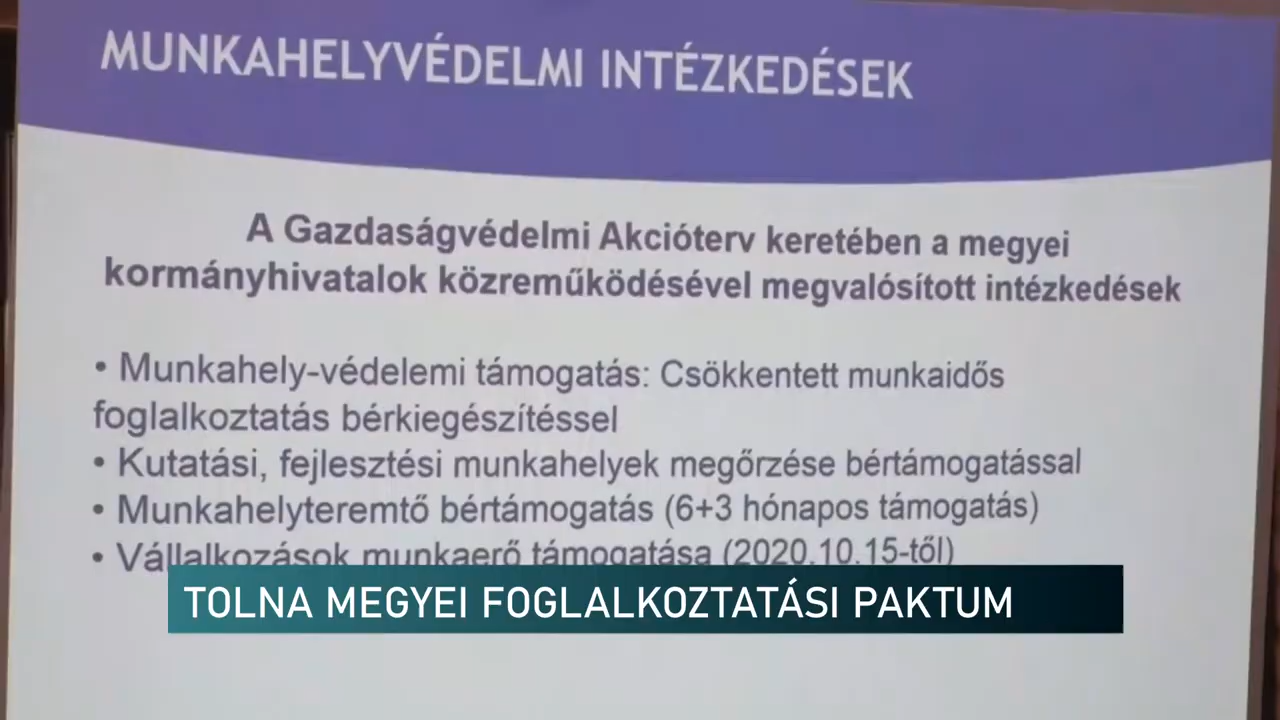 MUNKAHELYVÉDELMI INTÉZKEDÉSEK
A Gazdaságvédelmi Akcióterv keretében a megyei
kormányhivatalok közreműködésével megvalósított intézkedések
• Munkahely-védelemi támogatás: Csökkentett munkaidős
foglalkoztatás bérkiegészítéssel
• Kutatási, fejlesztési munkahelyek megőrzése bértámogatással
• Munkahelyteremtő bértámogatás (6+3 hónapos támogatás)
• Vállalkozások munkaerő támogatása (2020.10.15-től)
TOLNA MEGYEI FOGLALKOZTATÁSI PAKTUM